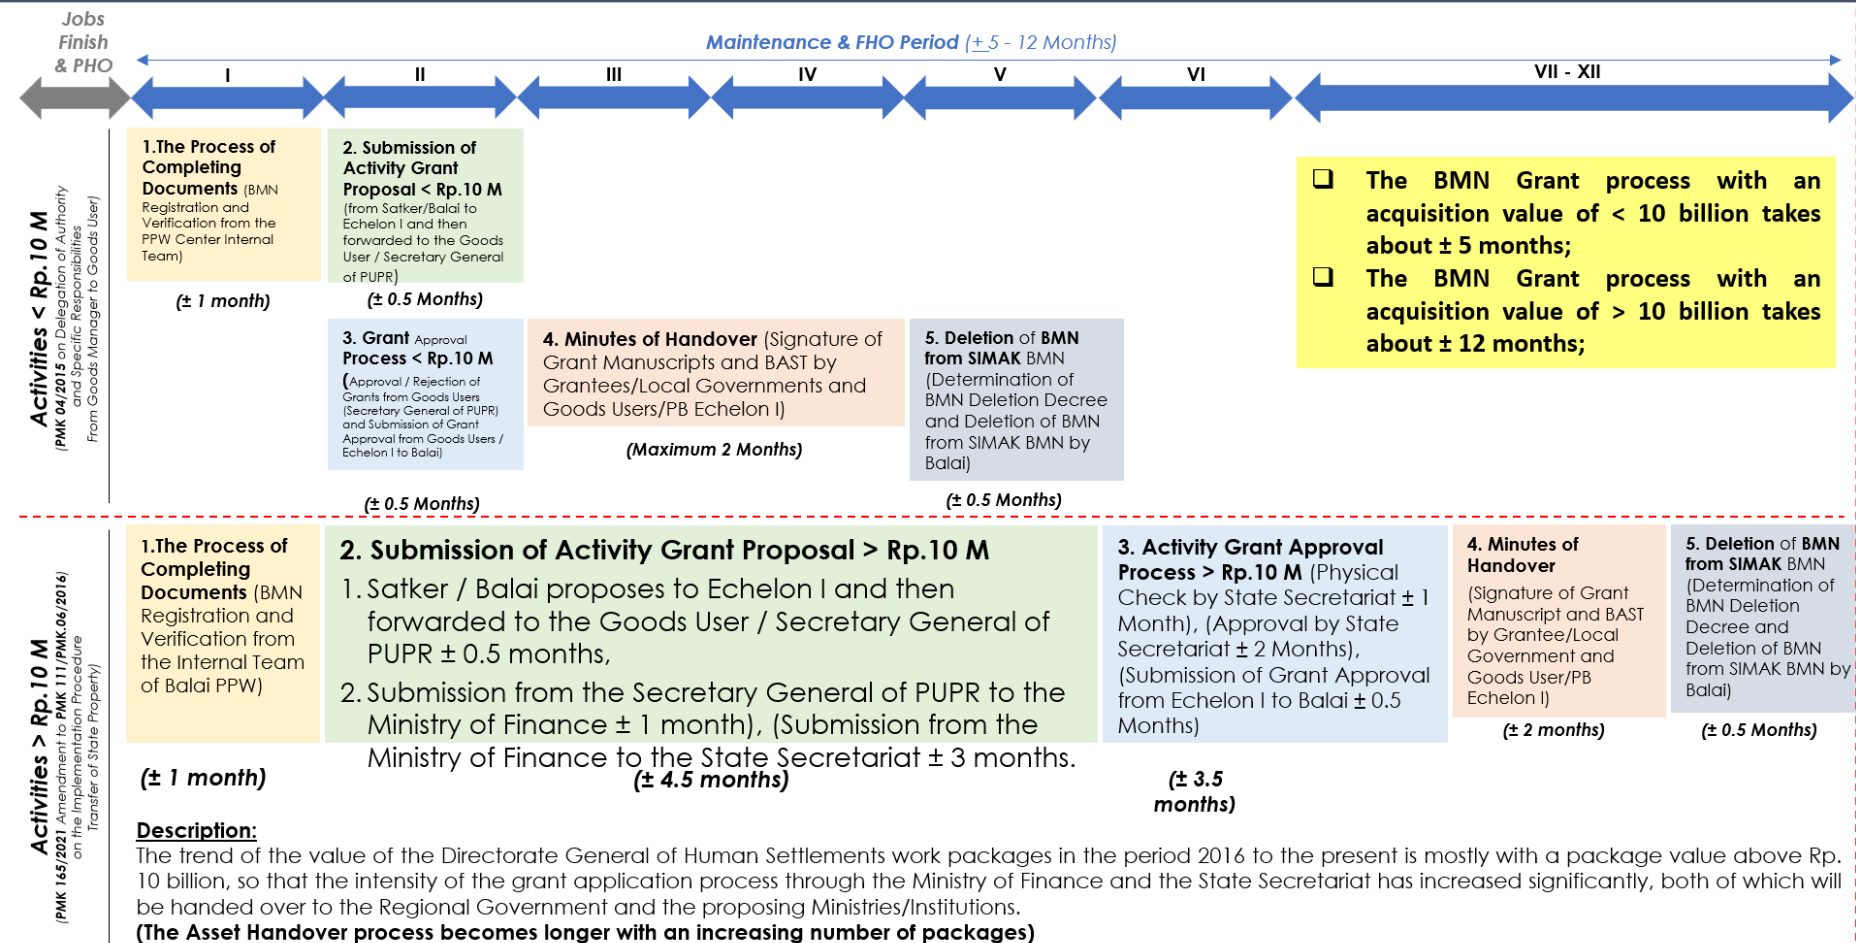 Jobs
Finish
& PHO
Maintenance & FHO Period (± 5 - 12 Months)
I
II
III
IV
V
VI
VII - XII
Activities < Rp.10 M
(PMK 04/2015 on Delegation of Authority
and Specific Responsibilities
From Goods Manager to Goods User)
1.The Process of
Completing
Documents (BMN
Registration and
Verification from the
PPW Center Internal
Team)
(± 1 month)
2. Submission of
Activity Grant
Proposal < Rp.10 M
(from Satker/Balai to
Echelon I and then
forwarded to the Goods
User / Secretary General
of PUPR)
(± 0.5 Months)
3. Grant Approval
Process < Rp.10 M
(Approval / Rejection of
Grants from Goods Users
(Secretary General of PUPR)
and Submission of Grant
Approval from Goods Users /
Echelon I to Balai)
(± 0.5 Months)
4. Minutes of Handover (Signature of
Grant Manuscripts and BAST by
Grantees/Local Governments and
Goods Users/PB Echelon I)
(Maximum 2 Months)
5. Deletion of BMN
from SIMAK BMN
(Determination of
BMN Deletion Decree
and Deletion of BMN
from SIMAK BMN by
Balai)
(± 0.5 Months)
❑ The BMN Grant process with an
acquisition value of < 10 billion takes
about ± 5 months;
❑ The BMN Grant process with an
acquisition value of > 10 billion takes
about ± 12 months;
Activities > Rp.10 M
(PMK 165/2021 Amendment to PMK 111/PMK.06/2016)
on the Implementation Procedure
Transfer of State Property)
1.The Process of
Completing
Documents (BMN
Registration and
Verification from
the Internal Team
of Balai PPW)
(± 1 month)
2. Submission of Activity Grant Proposal > Rp.10 M
1. Satker / Balai proposes to Echelon I and then
forwarded to the Goods User / Secretary General of
PUPR ± 0.5 months,
2. Submission from the Secretary General of PUPR to the
Ministry of Finance ± 1 month), (Submission from the
Ministry of Finance to the State Secretariat ± 3 months.
(± 4.5 months)
3. Activity Grant Approval
Process > Rp.10 M (Physical
Check by State Secretariat ± 1
Month), (Approval by State
Secretariat ± 2 Months),
(Submission of Grant Approval
from Echelon I to Balai ± 0.5
Months)
(± 3.5
months)
4. Minutes of
Handover
(Signature of Grant
Manuscript and BAST
by Grantee/Local
Government and
Goods User/PB
Echelon I)
(± 2 months)
5. Deletion of BMN
from SIMAK BMN
(Determination of
BMN Deletion
Decree and
Deletion of BMN
from SIMAK BMN by
Balai)
(± 0.5 Months)
Description:
The trend of the value of the Directorate General of Human Settlements work packages in the period 2016 to the present is mostly with a package value above Rp.
10 billion, so that the intensity of the grant application process through the Ministry of Finance and the State Secretariat has increased significantly, both of which will
be handed over to the Regional Government and the proposing Ministries/Institutions.
(The Asset Handover process becomes longer with an increasing number of packages)